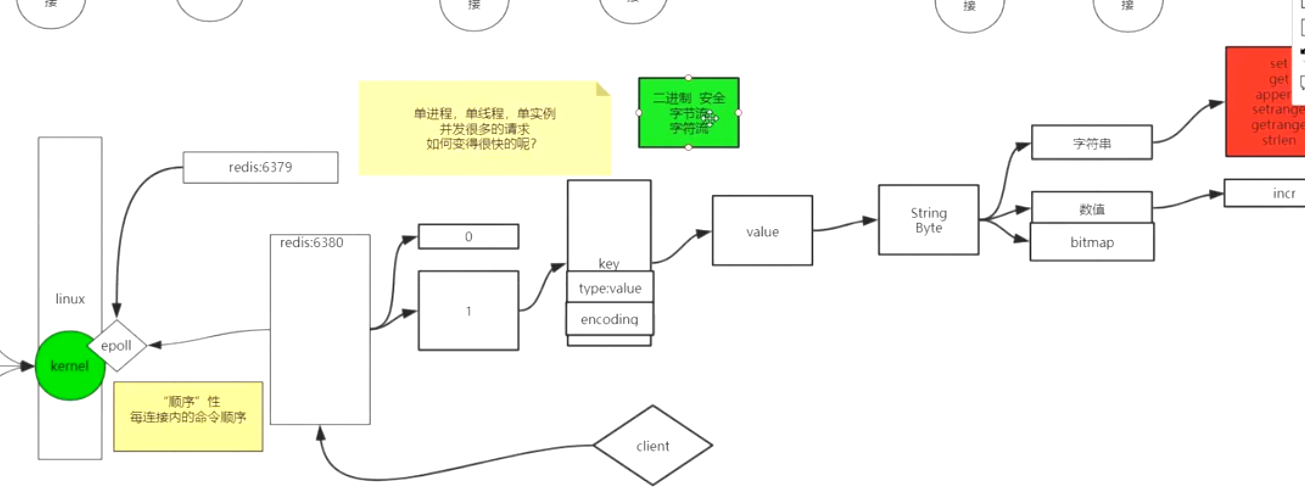 接
接
接
接
接
单进程，单线程，单实例
并发很多的请求
如何变得很快的呢？
二进制 安全
字节流
字符流
set
get
appen
setrange
getrange
strlen
redis:6379
字符串
redis:6380
0
String
Byte
value
数值
incr
bitmap
key
type:value
encoding
linux
1
epoll
kernel
“顺序”性
每连接内的命令顺序
client